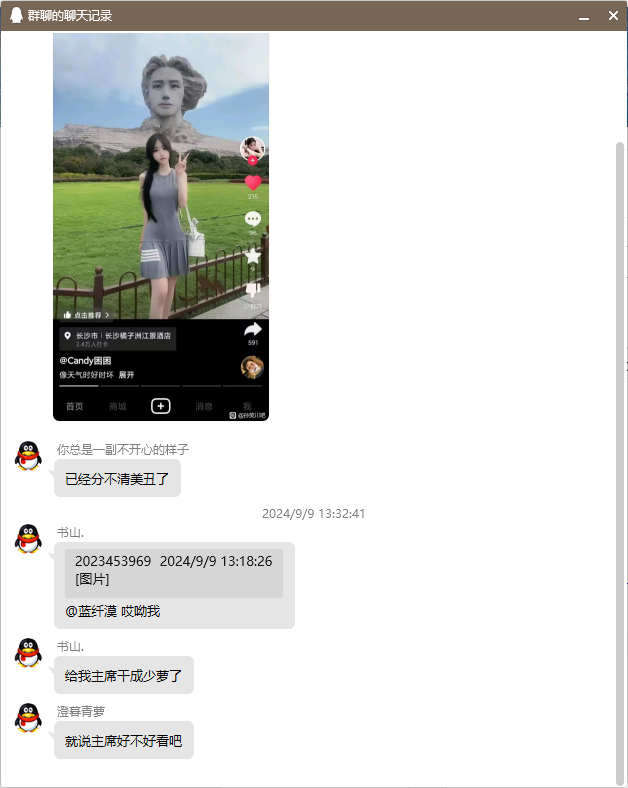 群聊的聊天记录
215
96
9
点击推荐 >
591
长沙市 | 长沙橘子洲江景酒店
2.4万人打卡
@Candy困困
像天气时好时坏 展开
首页 商城 消息 我
@孙笑川吧
你总是一副不开心的样子
已经分不清美丑了
2024/9/9 13:32:41
书山.
2023453969 2024/9/9 13:18:26
[图片]
@蓝纤漠 哎呦我
书山.
给我主席干成少萝了
澄暮青萝
就说主席好不好看吧